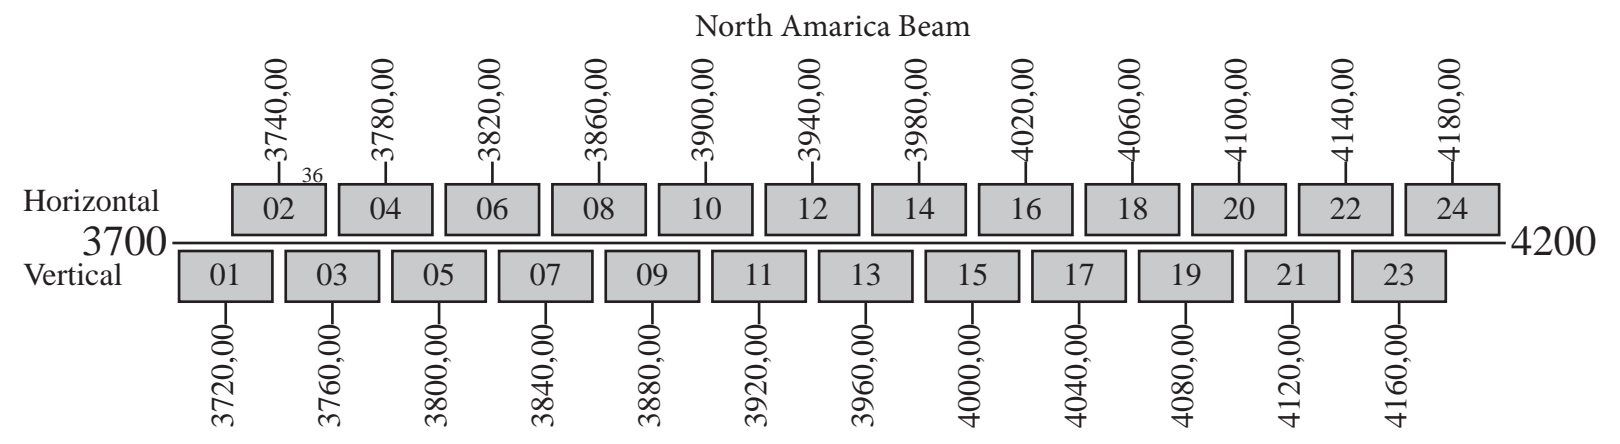 North Amarica Beam
3740,00 3780,00 3820,00 3860,00 3900,00 3940,00 3980,00 4020,00 4060,00 4100,00 4140,00 4180,00
36
Horizontal 02 04 06 08 10 12 14 16 18 20 22 24
3700 4200
Vertical 01 03 05 07 09 11 13 15 17 19 21 23
3720,00 3760,00 3800,00 3840,00 3880,00 3920,00 3960,00 4000,00 4040,00 4080,00 4120,00 4160,00